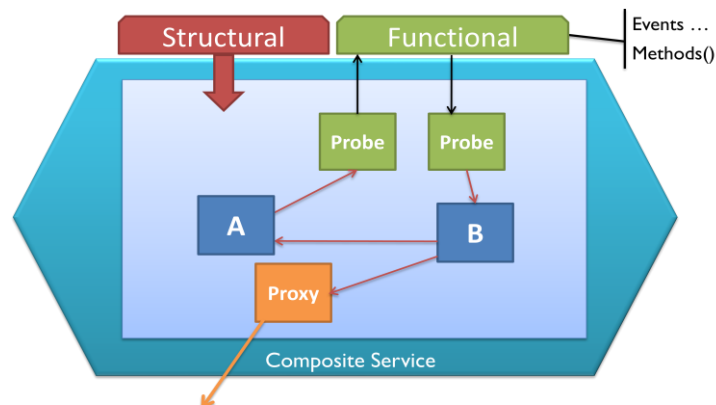 Structural
Functional
Events ...
Methods()
Probe
Probe
A
B
Proxy
Composite Service